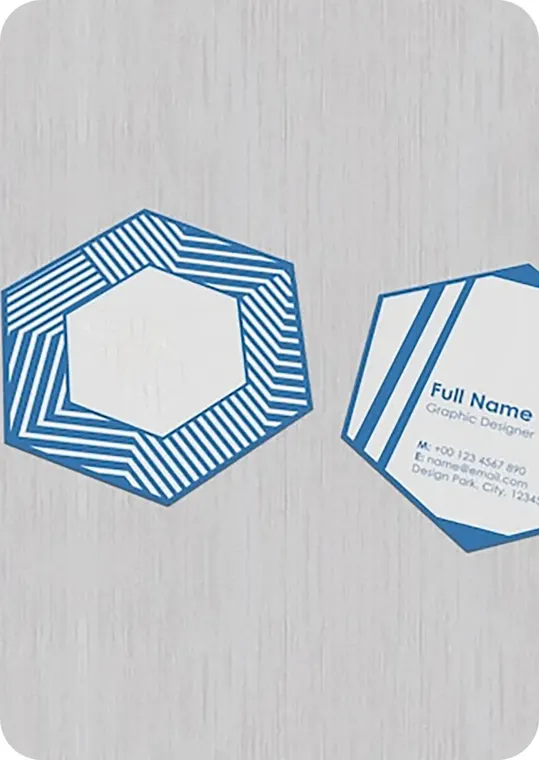 Full Name
Graphic Designer
M: +00 123 4567 890
E: name@email.com
Design Park, City, 12345